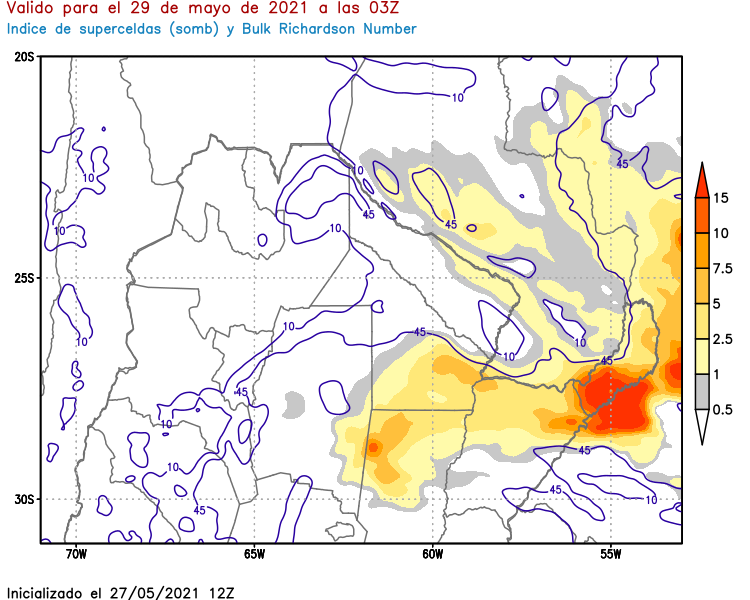 Valido para el 29 de mayo de 2021 a las 03Z
Indice de superceldas (somb) y Bulk Richardson Number
20S
25S
30S
70W
65W
60W
55W
10
10
10
10
10
45
10
10
10
45
10
45
45
45
10
45
10
45
45
45
10
15
10
7.5
5
2.5
1
0.5
Inicializado el 27/05/2021 12Z